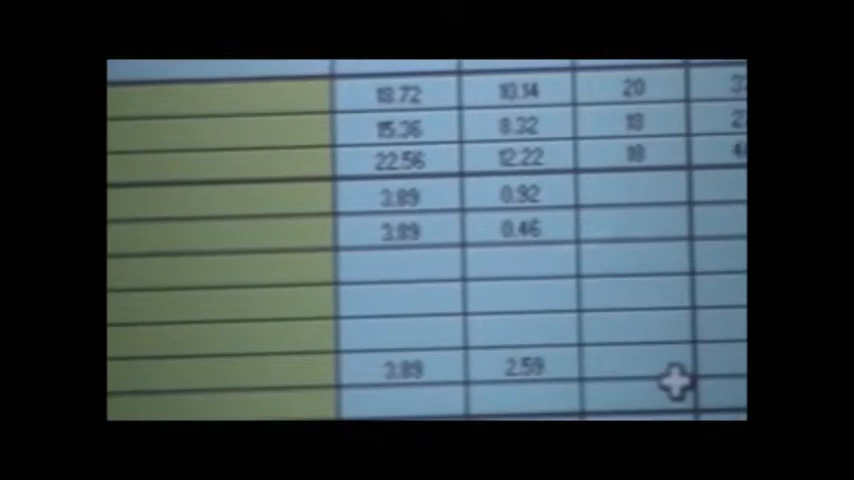 18.72 10.14 20
15.36 8.32 18
22.56 12.22 18
3.89 0.92
3.89 0.46
3.89 2.59